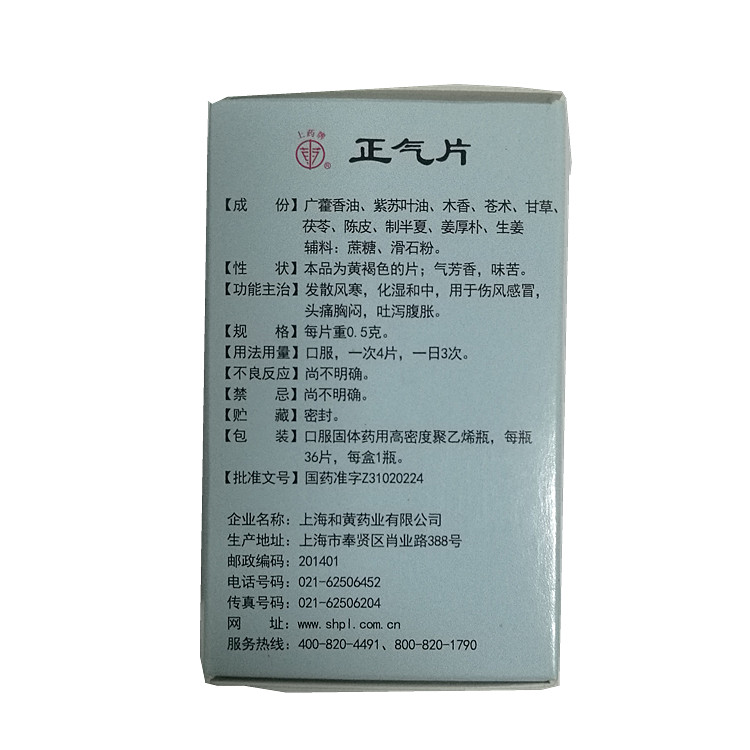 上药牌
® 正气片
【成　份】广藿香油、紫苏叶油、木香、苍术、甘草、
茯苓、陈皮、制半夏、姜厚朴、生姜
辅料：蔗糖、滑石粉。
【性　状】本品为黄褐色的片；气芳香，味苦。
【功能主治】发散风寒，化湿和中，用于伤风感冒，
头痛胸闷，吐泻腹胀。
【规　格】每片重0.5克。
【用法用量】口服，一次4片，一日3次。
【不良反应】尚不明确。
【禁　忌】尚不明确。
【贮　藏】密封。
【包　装】口服固体药用高密度聚乙烯瓶，每瓶
36片，每盒1瓶。
【批准文号】国药准字Z31020224
企业名称：上海和黄药业有限公司
生产地址：上海市奉贤区肖业路388号
邮政编码：201401
电话号码：021-62506452
传真号码：021-62506204
网　址：www.shpl.com.cn
服务热线：400-820-4491、800-820-1790